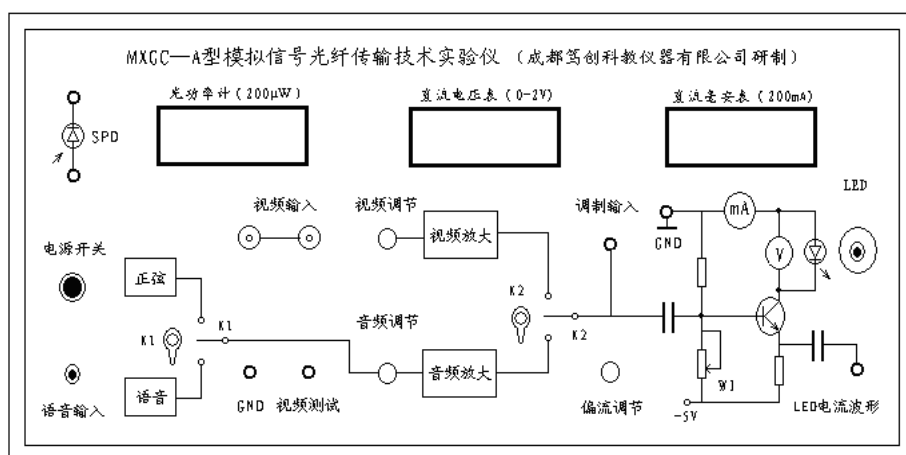 MXGC—A型模拟信号光纤传输技术实验仪（成都笃创科教仪器有限公司研制）
光功率计(200μW)
直流电压表(0-2V)
直流毫安表(200mA)
SPD
LED
视频输入
视频调节
调制输入
mA
GND
视频放大
V
电源开关
正弦
K2
K1
K1
音频调节
K2
语音
音频放大
W1
语音输入
GND
视频测试
偏流调节
-5V
LED电流波形